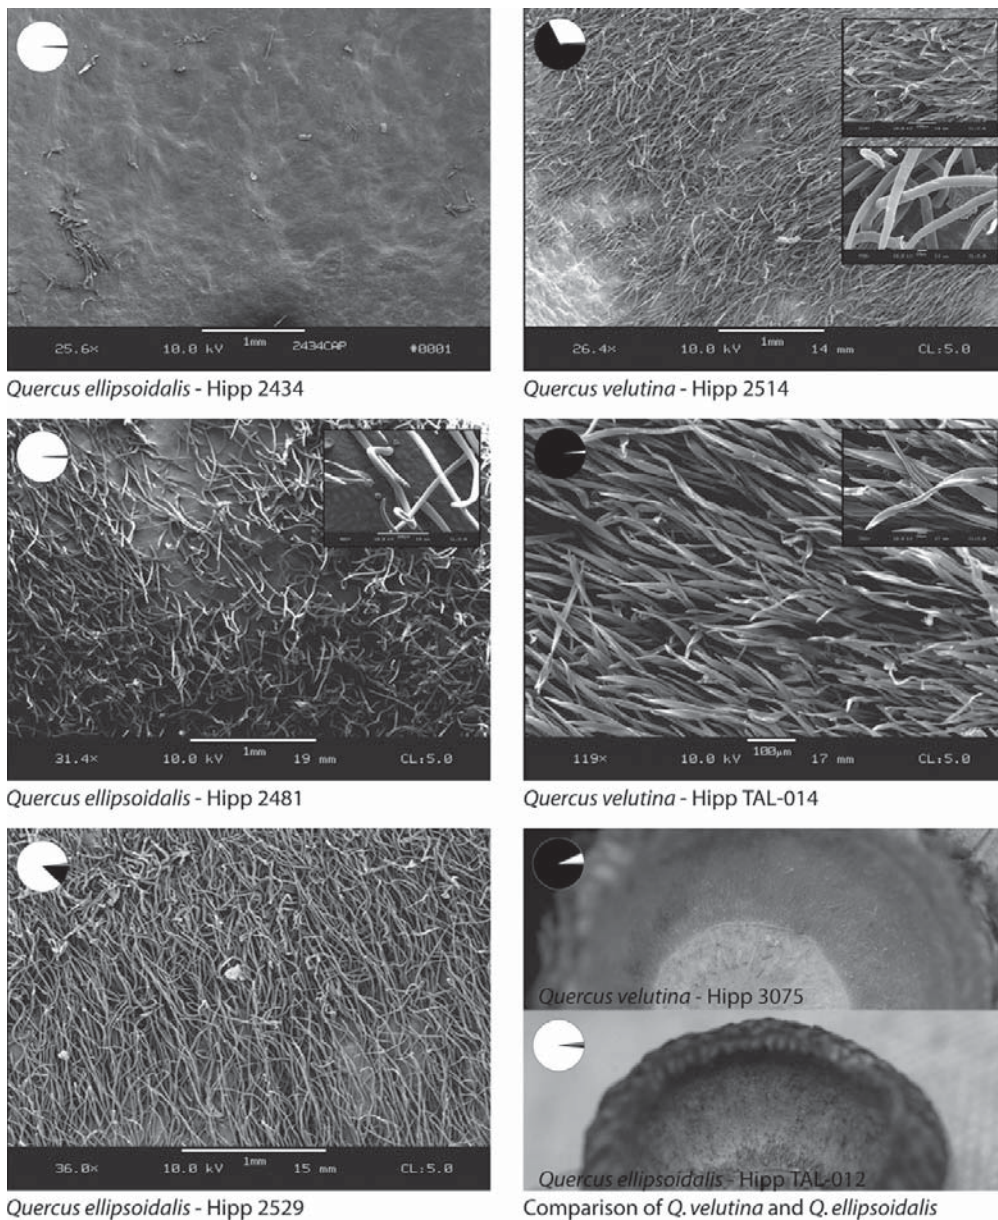 25.6× 10.0 kV 1mm 2434CAP #0001
Quercus ellipsoidalis - Hipp 2434
26.4× 10.0 kV 1mm 14 mm CL:5.0
Quercus velutina - Hipp 2514
31.4× 10.0 kV 1mm 19 mm CL:5.0
Quercus ellipsoidalis - Hipp 2481
119× 10.0 kV 100µm 17 mm CL:5.0
Quercus velutina - Hipp TAL-014
36.0× 10.0 kV 1mm 15 mm CL:5.0
Quercus ellipsoidalis - Hipp 2529
Quercus velutina - Hipp 3075
Quercus ellipsoidalis - Hipp TAL-012
Comparison of Q. velutina and Q. ellipsoidalis